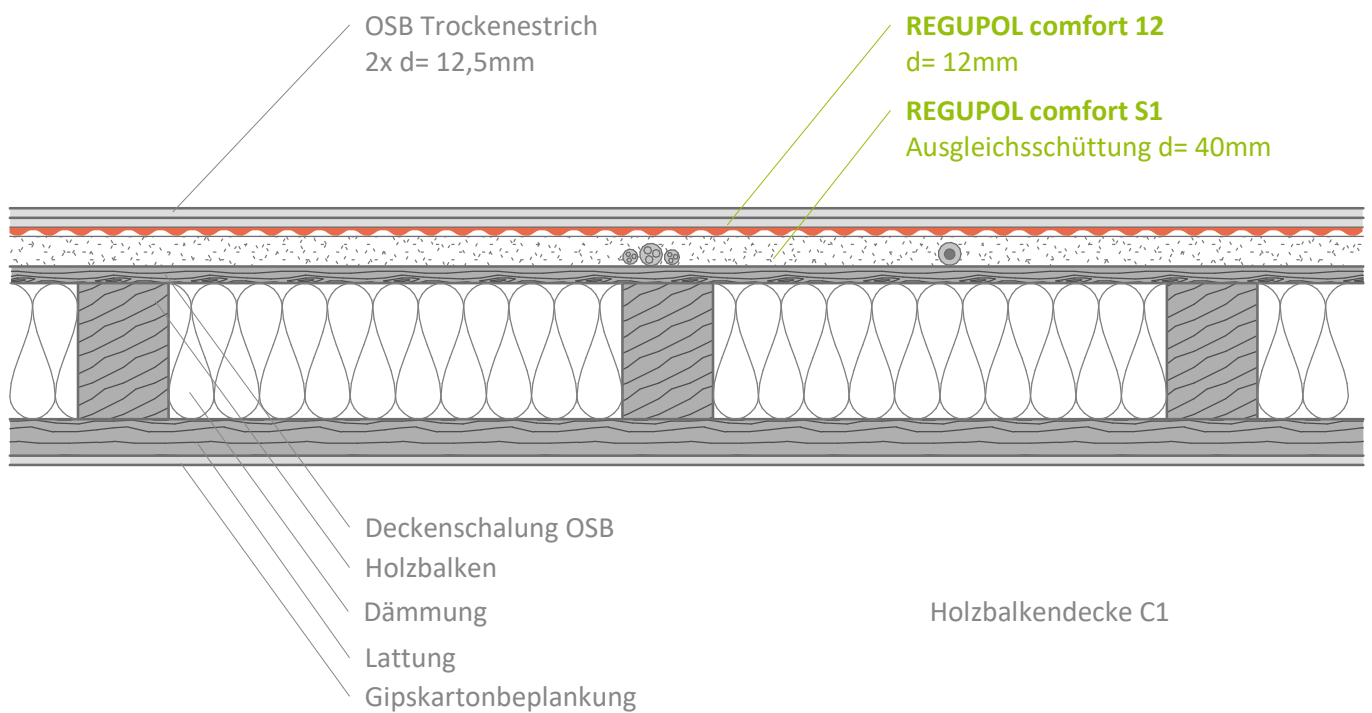 OSB Trockenestrich
2x d= 12,5mm
REGUPOL comfort 12
d= 12mm
REGUPOL comfort S1
Ausgleichsschüttung d= 40mm
Deckenschalung OSB
Holzbalken
Dämmung
Lattung
Gipskartonbeplankung
Holzbalkendecke C1